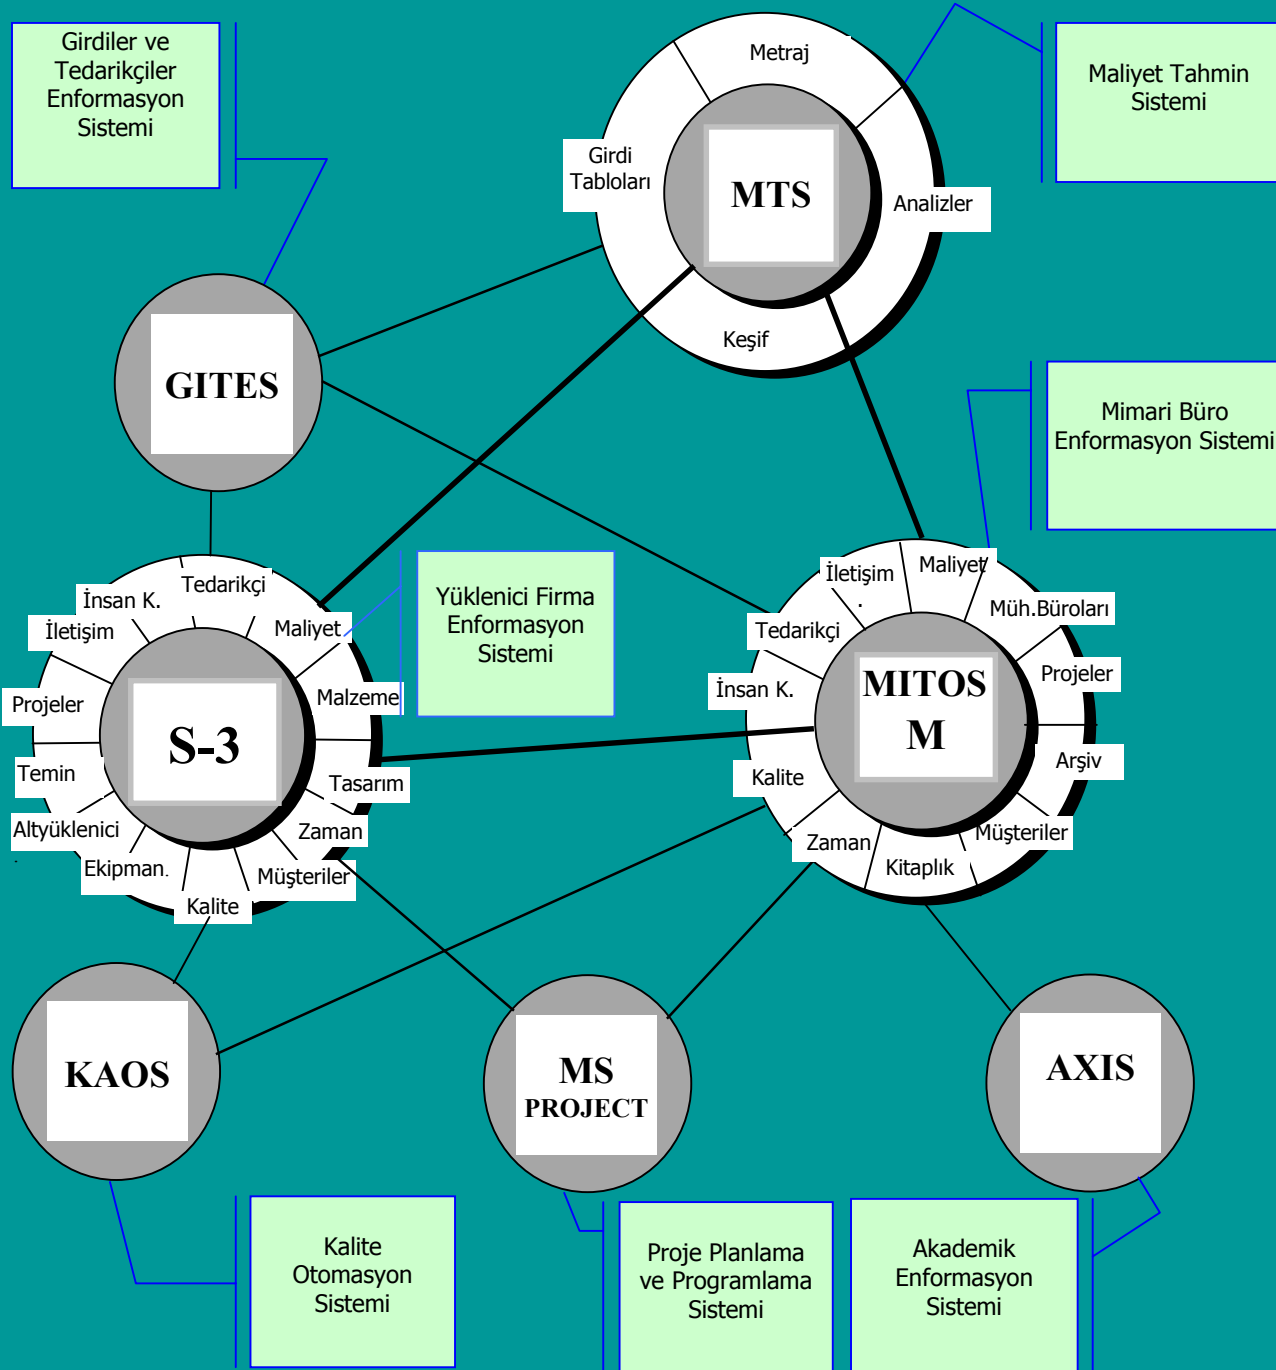 Girdiler ve
Tedarikçiler
Enformasyon
Sistemi
Metraj
Maliyet Tahmin
Sistemi
Girdi
Tabloları
MTS
Analizler
Keşif
GITES
Mimari Büro
Enformasyon Sistemi
Tedarikçi
İnsan K.
İletişim
Maliyet
Projeler
Malzeme
S-3
Temin
Tasarım
Altyüklenici
.
Zaman
Ekipman.
Müşteriler
Kalite
Yüklenici Firma
Enformasyon
Sistemi
İletişim
.
Maliyet
Müh.Büroları
Tedarikçi
Projeler
İnsan K.
MITOS
M
Arşiv
Kalite
Müşteriler
Zaman
Kitaplık
KAOS
MS
PROJECT
AXIS
Kalite
Otomasyon
Sistemi
Proje Planlama
ve Programlama
Sistemi
Akademik
Enformasyon
Sistemi